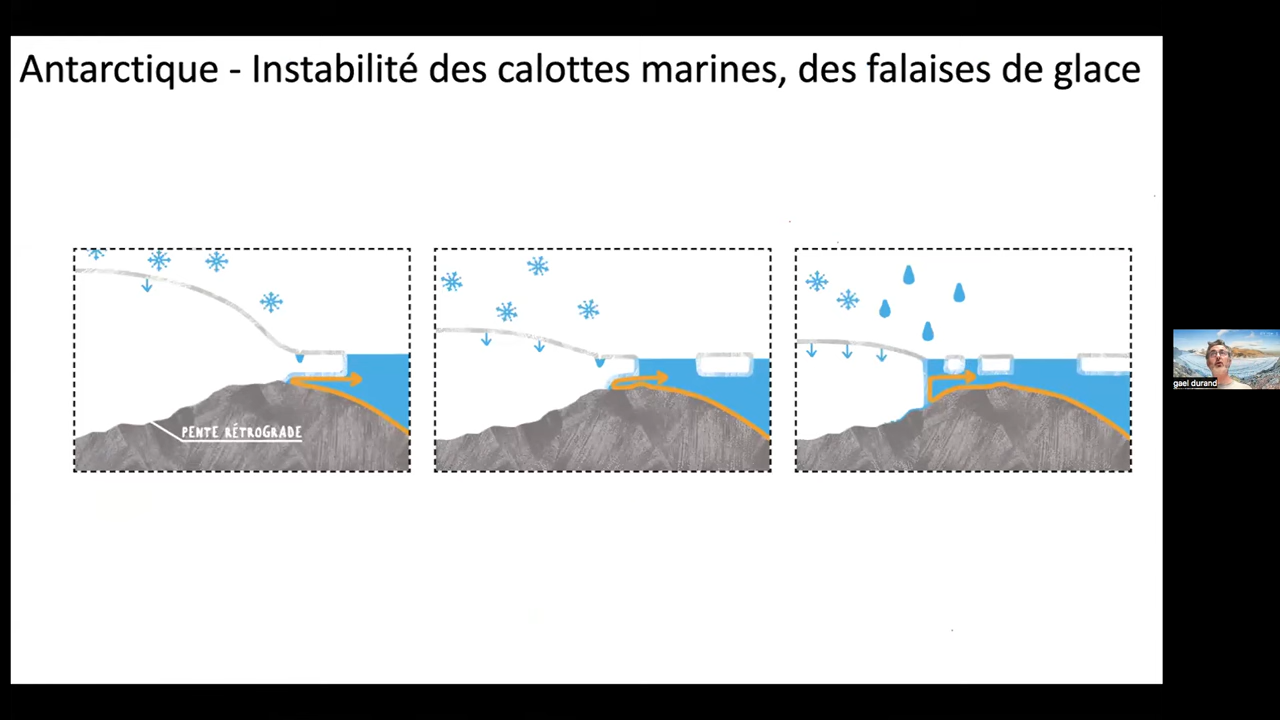 Antarctique - Instabilité des calottes marines, des falaises de glace
PENTE RÉTROGRADE
gael durand